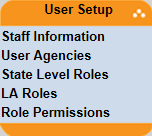 User Setup
Staff Information
User Agencies
State Level Roles
LA Roles
Role Permissions